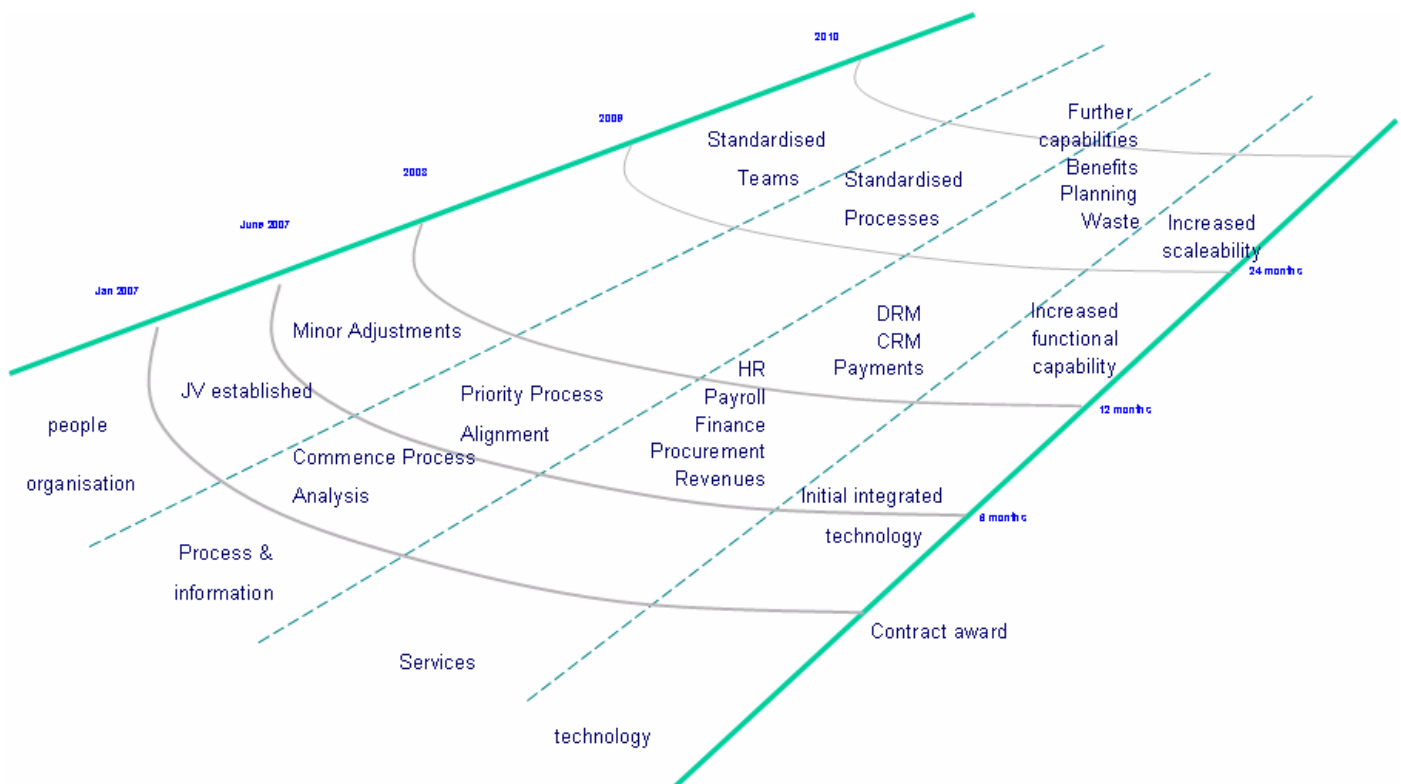 2010
2009
2008
June 2007
Jan 2007
Further
capabilities
Benefits
Planning
Waste
Standardised
Teams
Standardised
Processes
Increased
scaleability
24 months
Minor Adjustments
DRM
CRM
Payments
Increased
functional
capability
12 months
JV established
Priority Process
Alignment
HR
Payroll
Finance
Procurement
Revenues
people
organisation
Commence Process
Analysis
Initial integrated
technology
6 months
Process &
information
Contract award
Services
technology